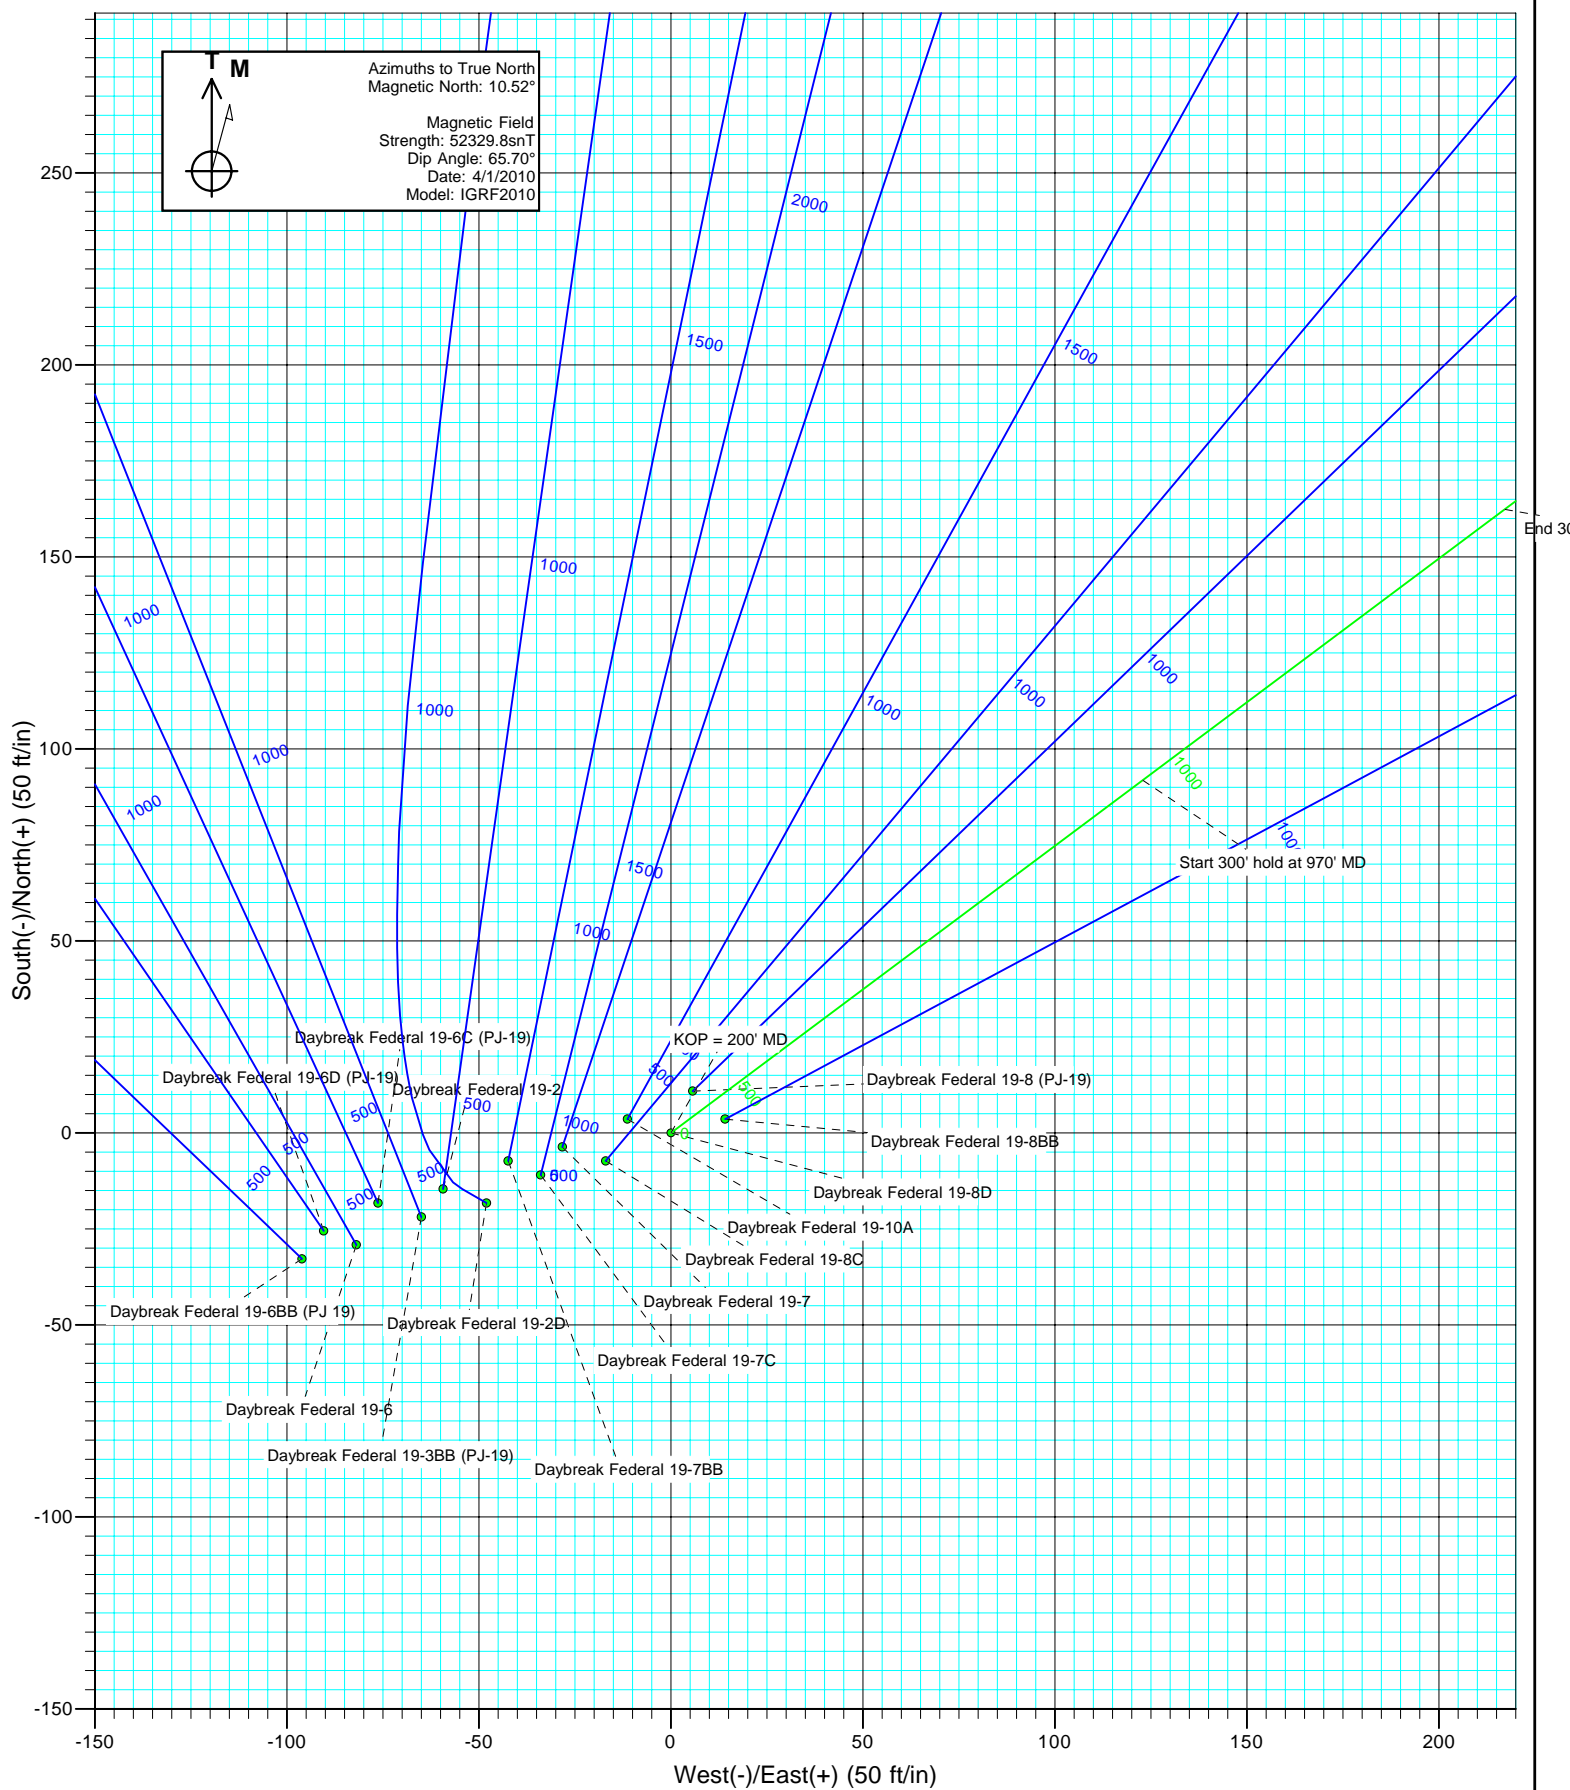 T M
Azimuths to True North
Magnetic North: 10.52°
Magnetic Field
Strength: 52329.8snT
Dip Angle: 65.70°
Date: 4/1/2010
Model: IGRF2010
250
2000
1500
1500
200
150
End 30
1000
1000
1000
1000
1000
1000
1000
1000
100
1000
1000
South(-)/North(+) (50 ft/in)
Start 300' hold at 970' MD
1500
50
1000
Daybreak Federal 19-6C (PJ-19)
KOP = 200' MD
Daybreak Federal 19-6D (PJ-19)
Daybreak Federal 19-2
500
500
Daybreak Federal 19-8 (PJ-19)
500
500
1000
0
0
500
Daybreak Federal 19-8BB
500
500
500
500
Daybreak Federal 19-8D
Daybreak Federal 19-10A
Daybreak Federal 19-8C
Daybreak Federal 19-7
Daybreak Federal 19-6BB (PJ 19)
-50
Daybreak Federal 19-2D
Daybreak Federal 19-7C
Daybreak Federal 19-6
Daybreak Federal 19-3BB (PJ-19)
Daybreak Federal 19-7BB
-100
-150
-150 -100 -50 0 50 100 150 200
West(-)/East(+) (50 ft/in)